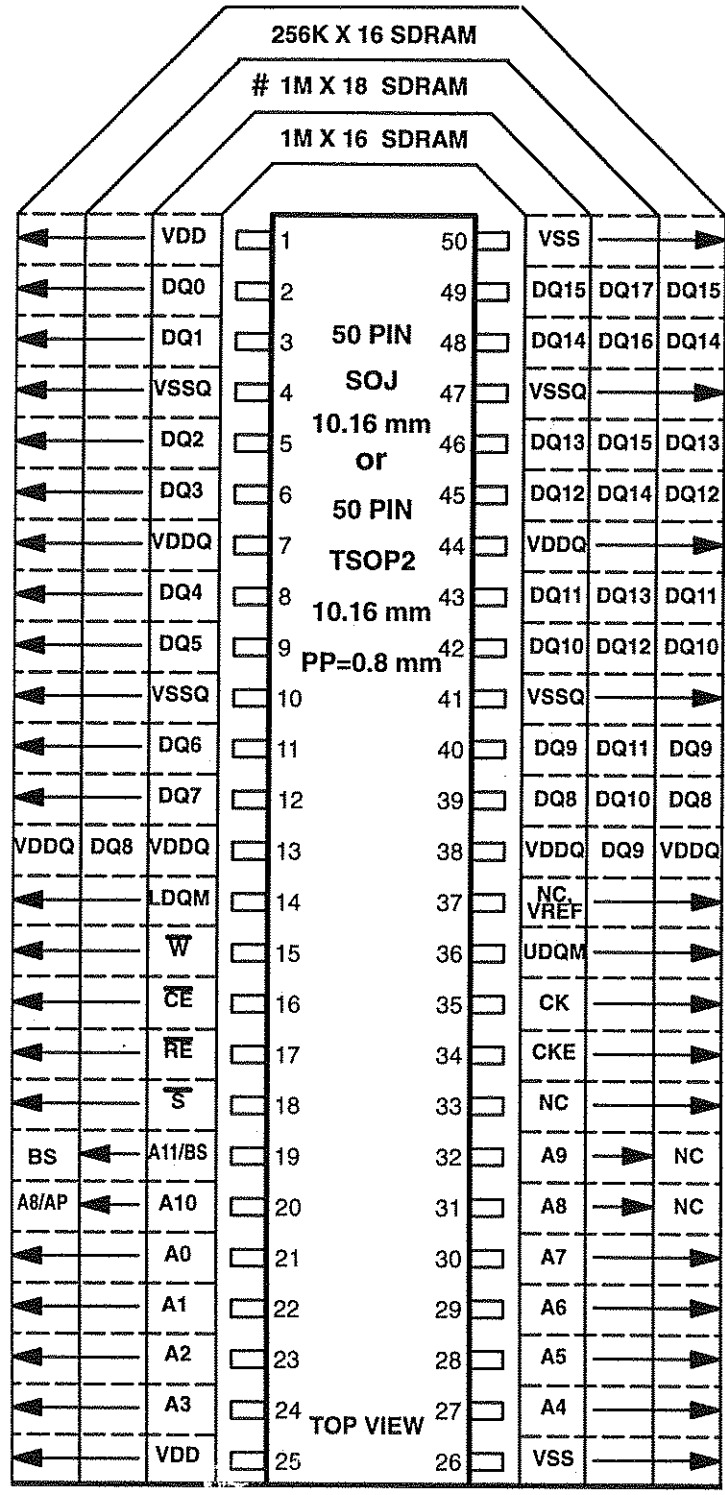 256K X 16 SDRAM
# 1M X 18 SDRAM
1M X 16 SDRAM
VDD 1 50 VSS
DQ0 2 49 DQ15 DQ17 DQ15
DQ1 3 50 PIN 48 DQ14 DQ16 DQ14
VSSQ 4 SOJ 47 VSSQ
DQ2 5 10.16 mm 46 DQ13 DQ15 DQ13
or
DQ3 6 50 PIN 45 DQ12 DQ14 DQ12
VDDQ 7 TSOP2 44 VDDQ
DQ4 8 10.16 mm 43 DQ11 DQ13 DQ11
DQ5 9 PP=0.8 mm 42 DQ10 DQ12 DQ10
VSSQ 10 41 VSSQ
DQ6 11 40 DQ9 DQ11 DQ9
DQ7 12 39 DQ8 DQ10 DQ8
VDDQ DQ8 VDDQ 13 38 VDDQ DQ9 VDDQ
LDQM 14 37 NC, VREF
W̅ 15 36 UDQM
C̅E̅ 16 35 CK
R̅E̅ 17 34 CKE
S̅ 18 33 NC
BS A11/BS 19 32 A9 NC
A8/AP A10 20 31 A8 NC
A0 21 30 A7
A1 22 29 A6
A2 23 28 A5
A3 24 TOP VIEW 27 A4
VDD 25 26 VSS